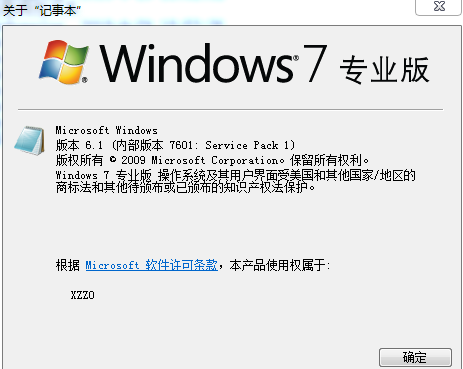 关于“记事本”
Windows® 7 专业版
Microsoft Windows
版本 6.1 (内部版本 7601: Service Pack 1)
版权所有 © 2009 Microsoft Corporation。保留所有权利。
Windows 7 专业版 操作系统及其用户界面受美国和其他国家/地区的
商标法和其他待颁布或已颁布的知识产权法保护。
根据 Microsoft 软件许可条款，本产品使用权属于:
XZZO
确定